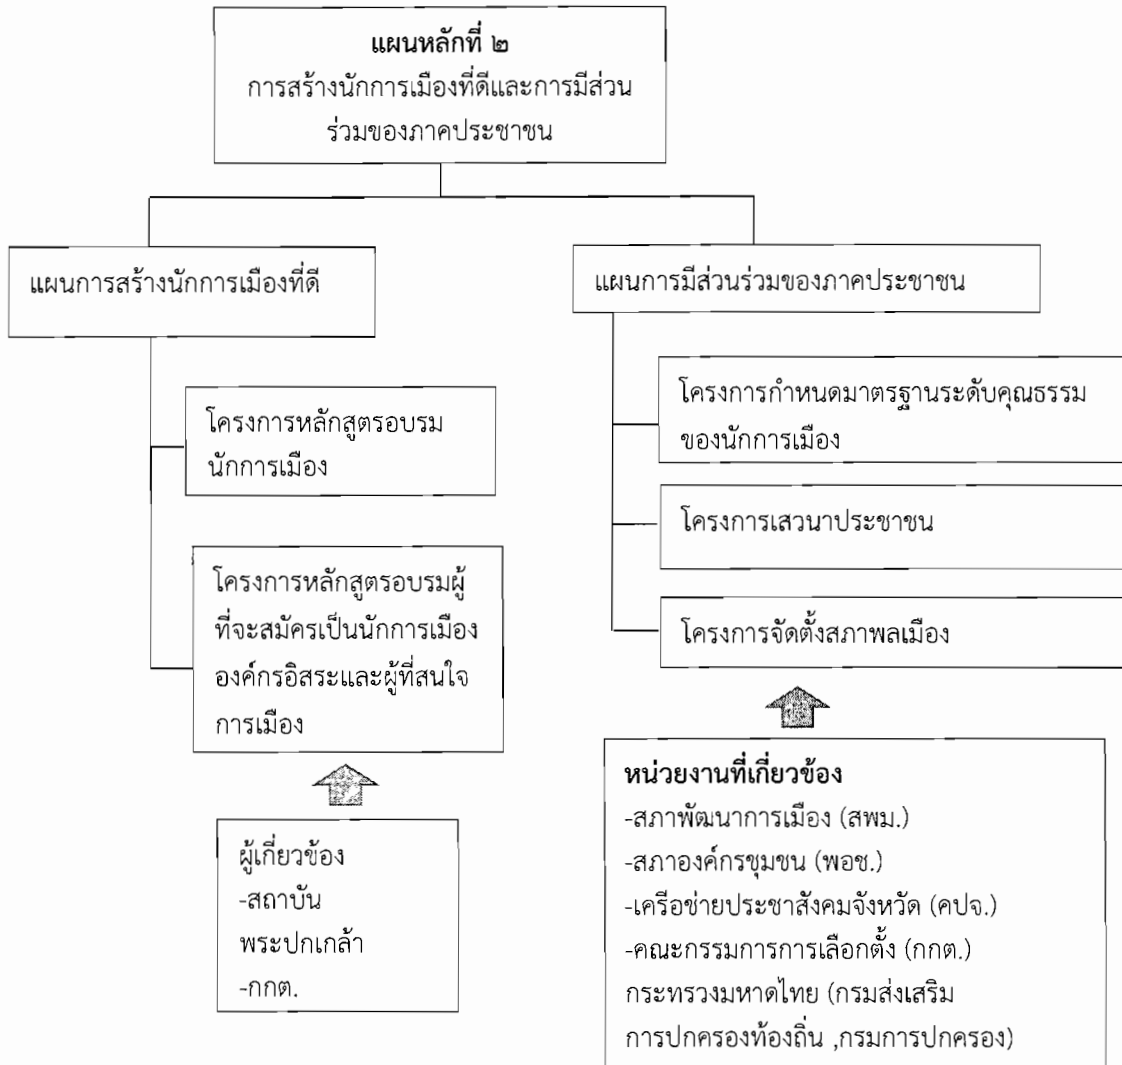 แผนหลักที่ ๒
การสร้างนักการเมืองที่ดีและการมีส่วน
ร่วมของภาคประชาชน
แผนการสร้างนักการเมืองที่ดี
โครงการหลักสูตรอบรม
นักการเมือง
โครงการหลักสูตรอบรมผู้
ที่จะสมัครเป็นนักการเมือง
องค์กรอิสระและผู้ที่สนใจ
การเมือง
ผู้เกี่ยวข้อง
-สถาบัน
พระปกเกล้า
-กกต.
แผนการมีส่วนร่วมของภาคประชาชน
โครงการกำหนดมาตรฐานระดับคุณธรรม
ของนักการเมือง
โครงการเสวนาประชาชน
โครงการจัดตั้งสภาพลเมือง
หน่วยงานที่เกี่ยวข้อง
-สภาพัฒนาการเมือง (สพม.)
-สภาองค์กรชุมชน (พอช.)
-เครือข่ายประชาสังคมจังหวัด (คปจ.)
-คณะกรรมการการเลือกตั้ง (กกต.)
กระทรวงมหาดไทย (กรมส่งเสริม
การปกครองท้องถิ่น ,กรมการปกครอง)